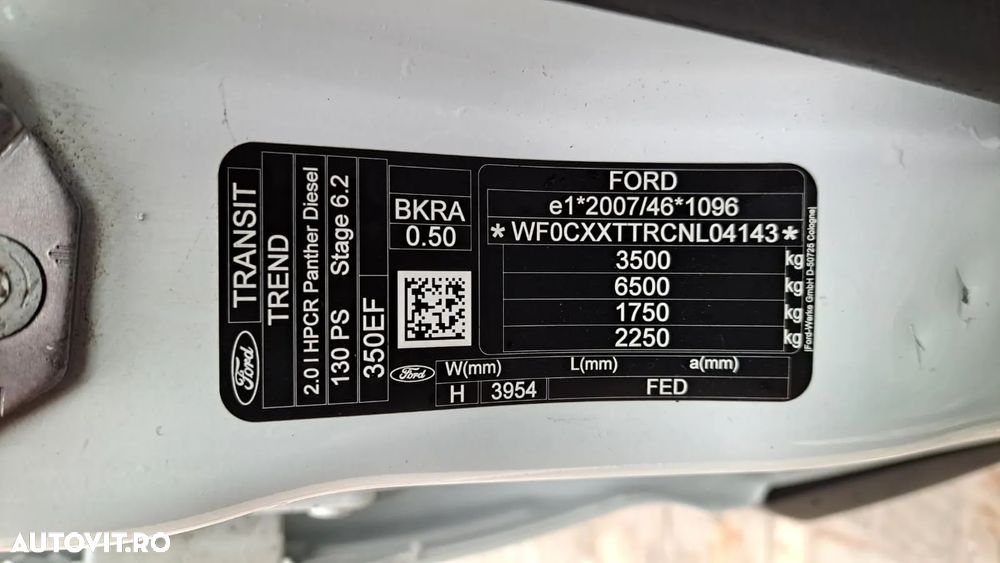 Ford
TRANSIT
TREND
2.0 l HPCR Panther Diesel
130 PS Stage 6.2
350EF
BKRA
0.50
FORD
e1*2007/46*1096
*WF0CXXTTRCNL04143*
3500 kg
6500 kg
1750 kg
2250 kg
|Ford-Werke GmbH D-50725 Cologne|
Ford
W(mm) L(mm) a(mm)
H 3954 FED
AUTOVIT.RO